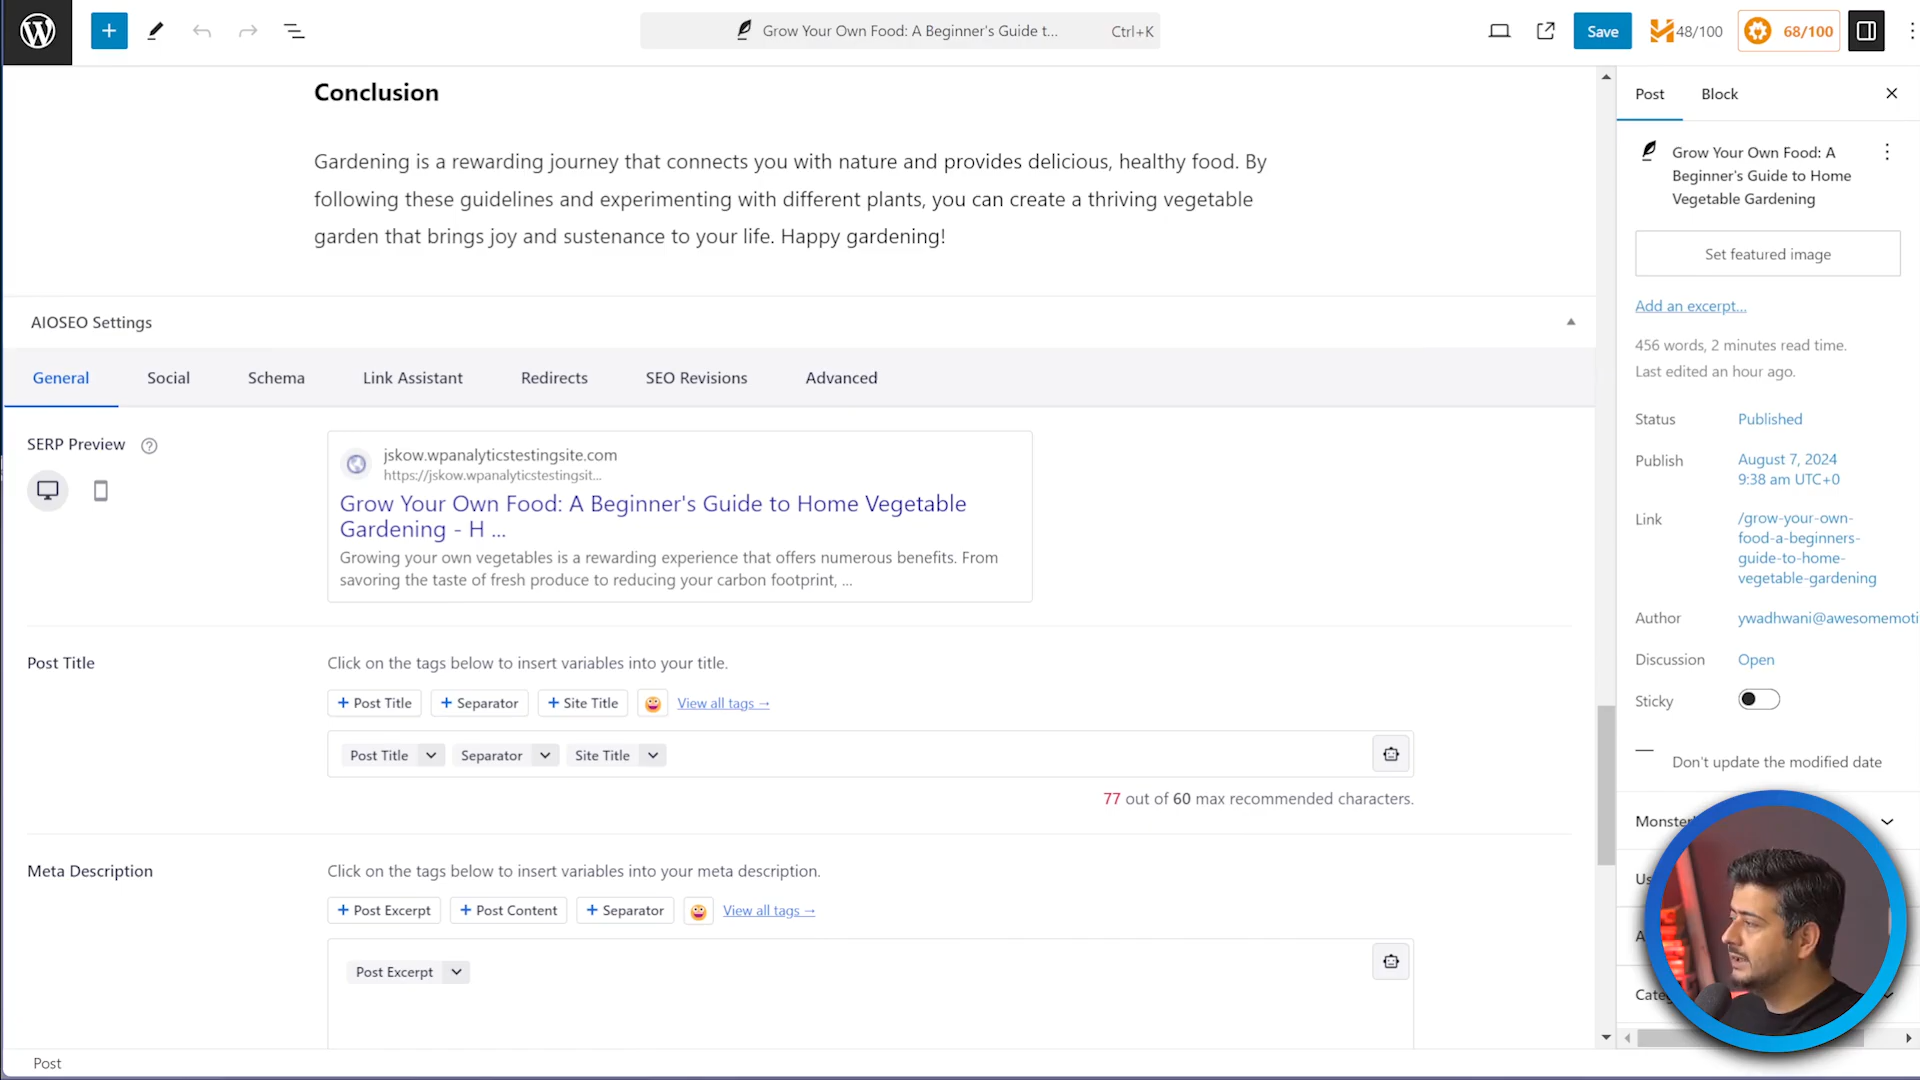 Grow Your Own Food: A Beginner's Guide t...
Ctrl+K
Save
48/100
68/100
Conclusion
Gardening is a rewarding journey that connects you with nature and provides delicious, healthy food. By
following these guidelines and experimenting with different plants, you can create a thriving vegetable
garden that brings joy and sustenance to your life. Happy gardening!
AIOSEO Settings
General
Social
Schema
Link Assistant
Redirects
SEO Revisions
Advanced
SERP Preview
jskow.wpanalyticstestingsite.com
https://jskow.wpanalyticstestingsit...
Grow Your Own Food: A Beginner's Guide to Home Vegetable
Gardening - H ...
Growing your own vegetables is a rewarding experience that offers numerous benefits. From
savoring the taste of fresh produce to reducing your carbon footprint, ...
Post Title
Click on the tags below to insert variables into your title.
+ Post Title
+ Separator
+ Site Title
View all tags →
Post Title
Separator
Site Title
77 out of 60 max recommended characters.
Meta Description
Click on the tags below to insert variables into your meta description.
+ Post Excerpt
+ Post Content
+ Separator
View all tags →
Post Excerpt
Post
Post
Block
Grow Your Own Food: A
Beginner's Guide to Home
Vegetable Gardening
Set featured image
Add an excerpt...
456 words, 2 minutes read time.
Last edited an hour ago.
Status
Published
Publish
August 7, 2024
9:38 am UTC+0
Link
/grow-your-own-
food-a-beginners-
guide-to-home-
vegetable-gardening
Author
ywadhwani@awesomemoti
Discussion
Open
Sticky
Don't update the modified date
Monster